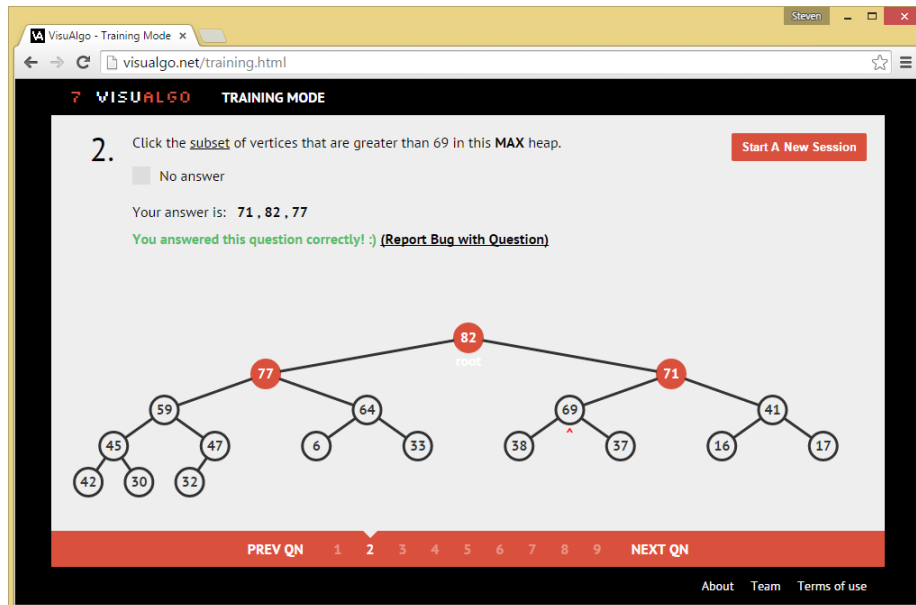 Steven
VisuAlgo - Training Mode ×
visualgo.net/training.html
7 VISUALGO TRAINING MODE
2. Click the subset of vertices that are greater than 69 in this MAX heap.
Start A New Session
No answer
Your answer is: 71 , 82 , 77
You answered this question correctly! :) (Report Bug with Question)
82
root
77 71
59 64 69 41
^
45 47 6 33 38 37 16 17
42 30 32
PREV QN 1 2 3 4 5 6 7 8 9 NEXT QN
About Team Terms of use